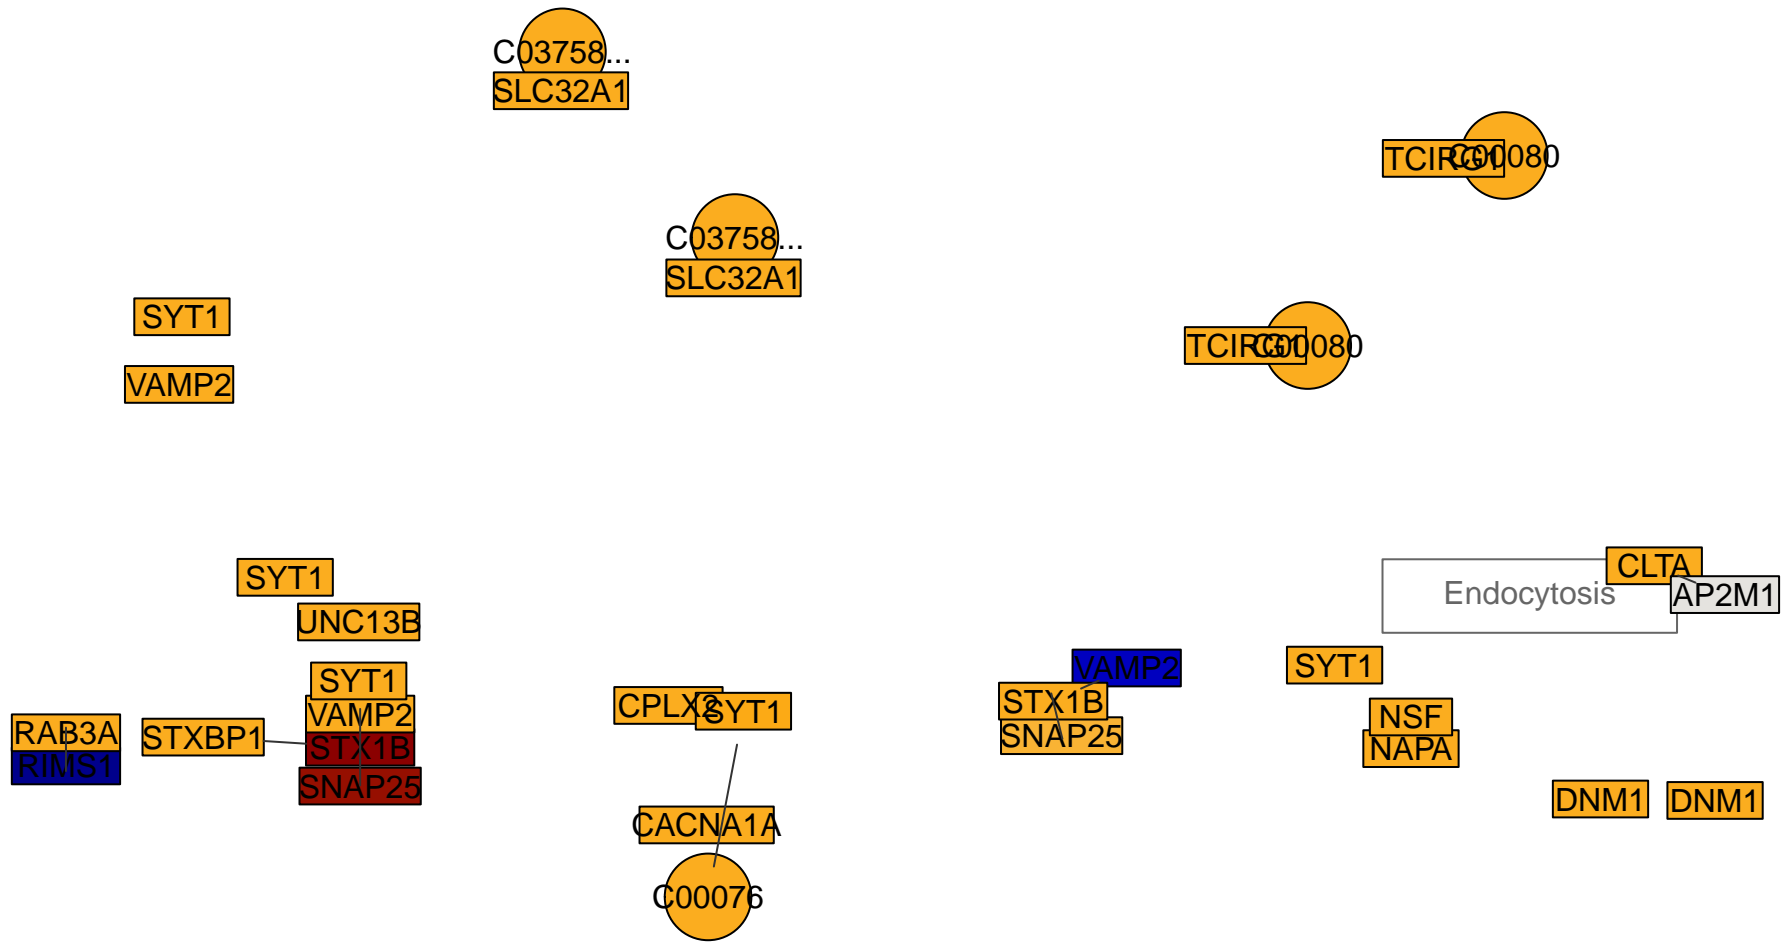 C03758...
SLC32A1
TCIRG1
C00080
C03758...
SLC32A1
SYT1
TCIRG1
C00080
VAMP2
SYT1
CLTA
Endocytosis
AP2M1
UNC13B
SYT1
VAMP2
SYT1
STX1B
CPLX2
SYT1
VAMP2
NSF
RAB3A
STXBP1
STX1B
SNAP25
NAPA
RIMS1
SNAP25
DNM1
DNM1
CACNA1A
C00076